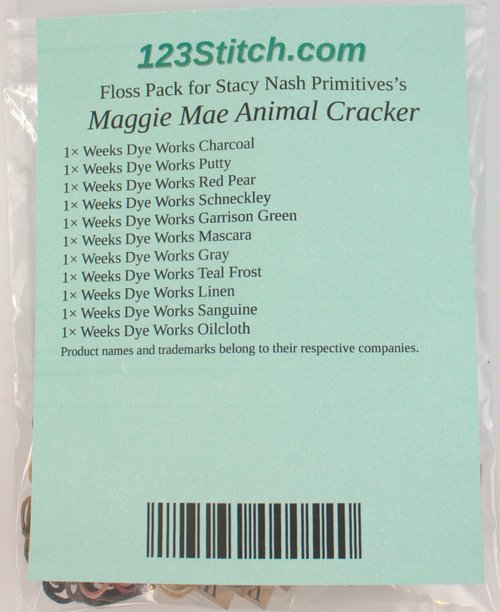 123Stitch.com
Floss Pack for Stacy Nash Primitives's
Maggie Mae Animal Cracker
1× Weeks Dye Works Charcoal
1× Weeks Dye Works Putty
1× Weeks Dye Works Red Pear
1× Weeks Dye Works Schneckley
1× Weeks Dye Works Garrison Green
1× Weeks Dye Works Mascara
1× Weeks Dye Works Gray
1× Weeks Dye Works Teal Frost
1× Weeks Dye Works Linen
1× Weeks Dye Works Sanguine
1× Weeks Dye Works Oilcloth
Product names and trademarks belong to their respective companies.